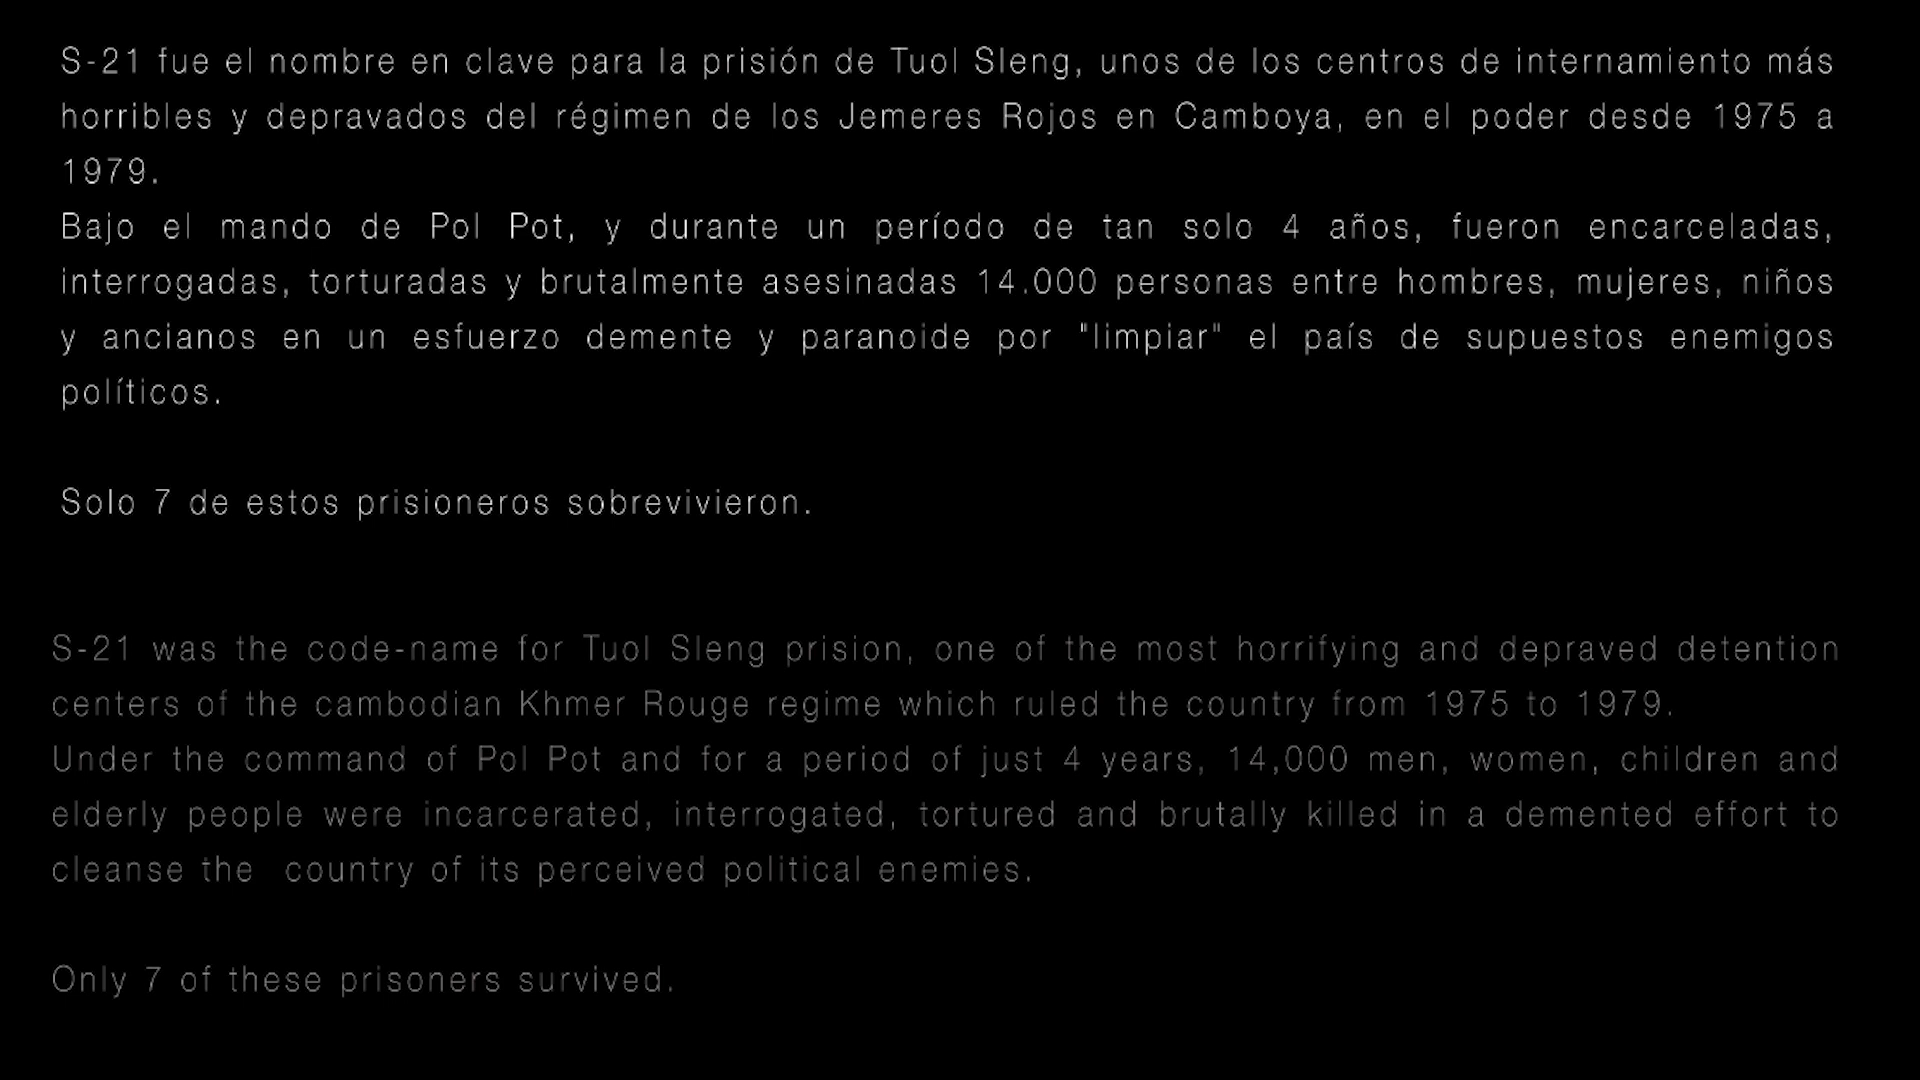 S-21 fue el nombre en clave para la prisión de Tuol Sleng, unos de los centros de internamiento más
horribles y depravados del régimen de los Jemeres Rojos en Camboya, en el poder desde 1975 a
1979.
Bajo el mando de Pol Pot, y durante un período de tan solo 4 años, fueron encarceladas,
interrogadas, torturadas y brutalmente asesinadas 14.000 personas entre hombres, mujeres, niños
y ancianos en un esfuerzo demente y paranoide por "limpiar" el país de supuestos enemigos
políticos.
Solo 7 de estos prisioneros sobrevivieron.
S-21 was the code-name for Tuol Sleng prision, one of the most horrifying and depraved detention
centers of the cambodian Khmer Rouge regime which ruled the country from 1975 to 1979.
Under the command of Pol Pot and for a period of just 4 years, 14,000 men, women, children and
elderly people were incarcerated, interrogated, tortured and brutally killed in a demented effort to
cleanse the country of its perceived political enemies.
Only 7 of these prisoners survived.